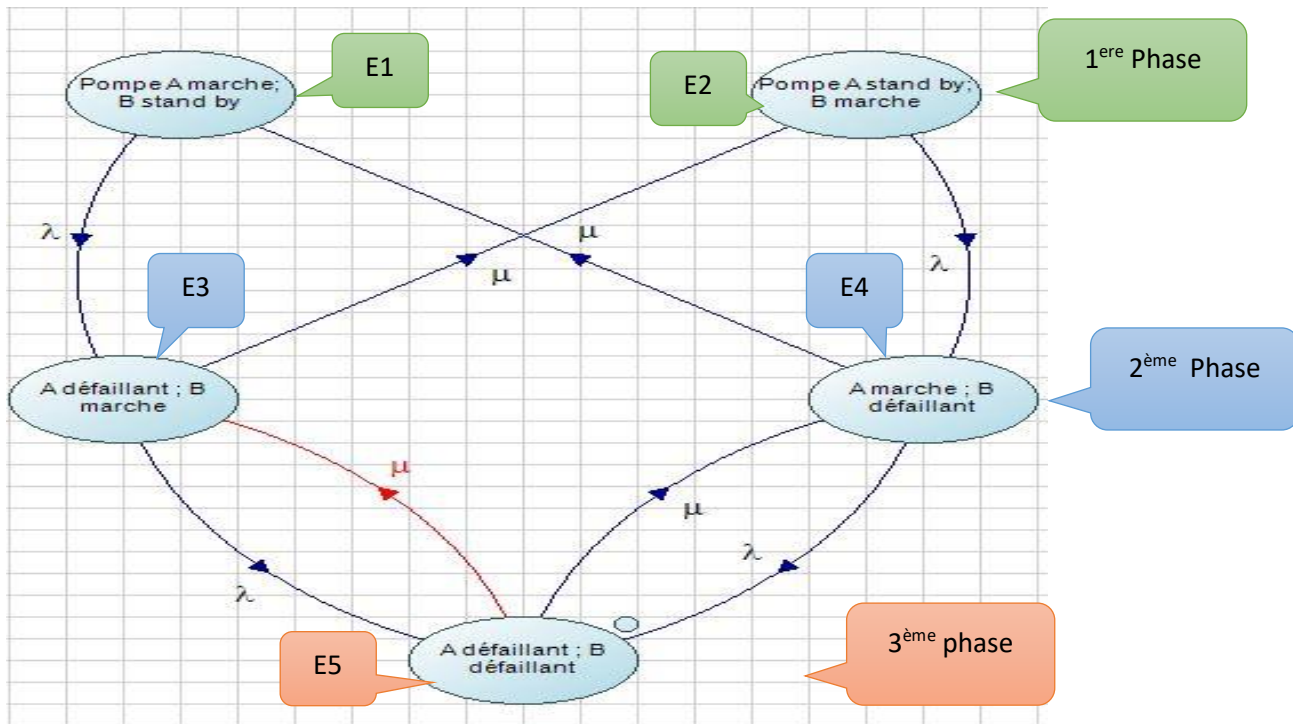 E1
E2
1ere Phase
Pompe A marche;
B stand by
Pompe A stand by;
B marche
λ
μ
μ
λ
E3
E4
2ème Phase
A défaillant ; B
marche
A marche ; B
défaillant
μ
μ
λ
λ
E5
A défaillant ; B
défaillant
3ème phase